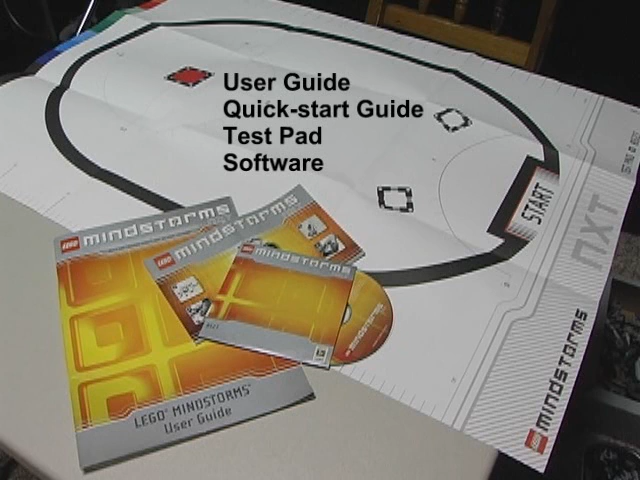 User Guide
Quick-start Guide
Test Pad
Software
START
NXT
LEGO mindstorms
LEGO mindstorms
LEGO mindstorms
LEGO MINDSTORMS®
User Guide
LEGO mindstorms